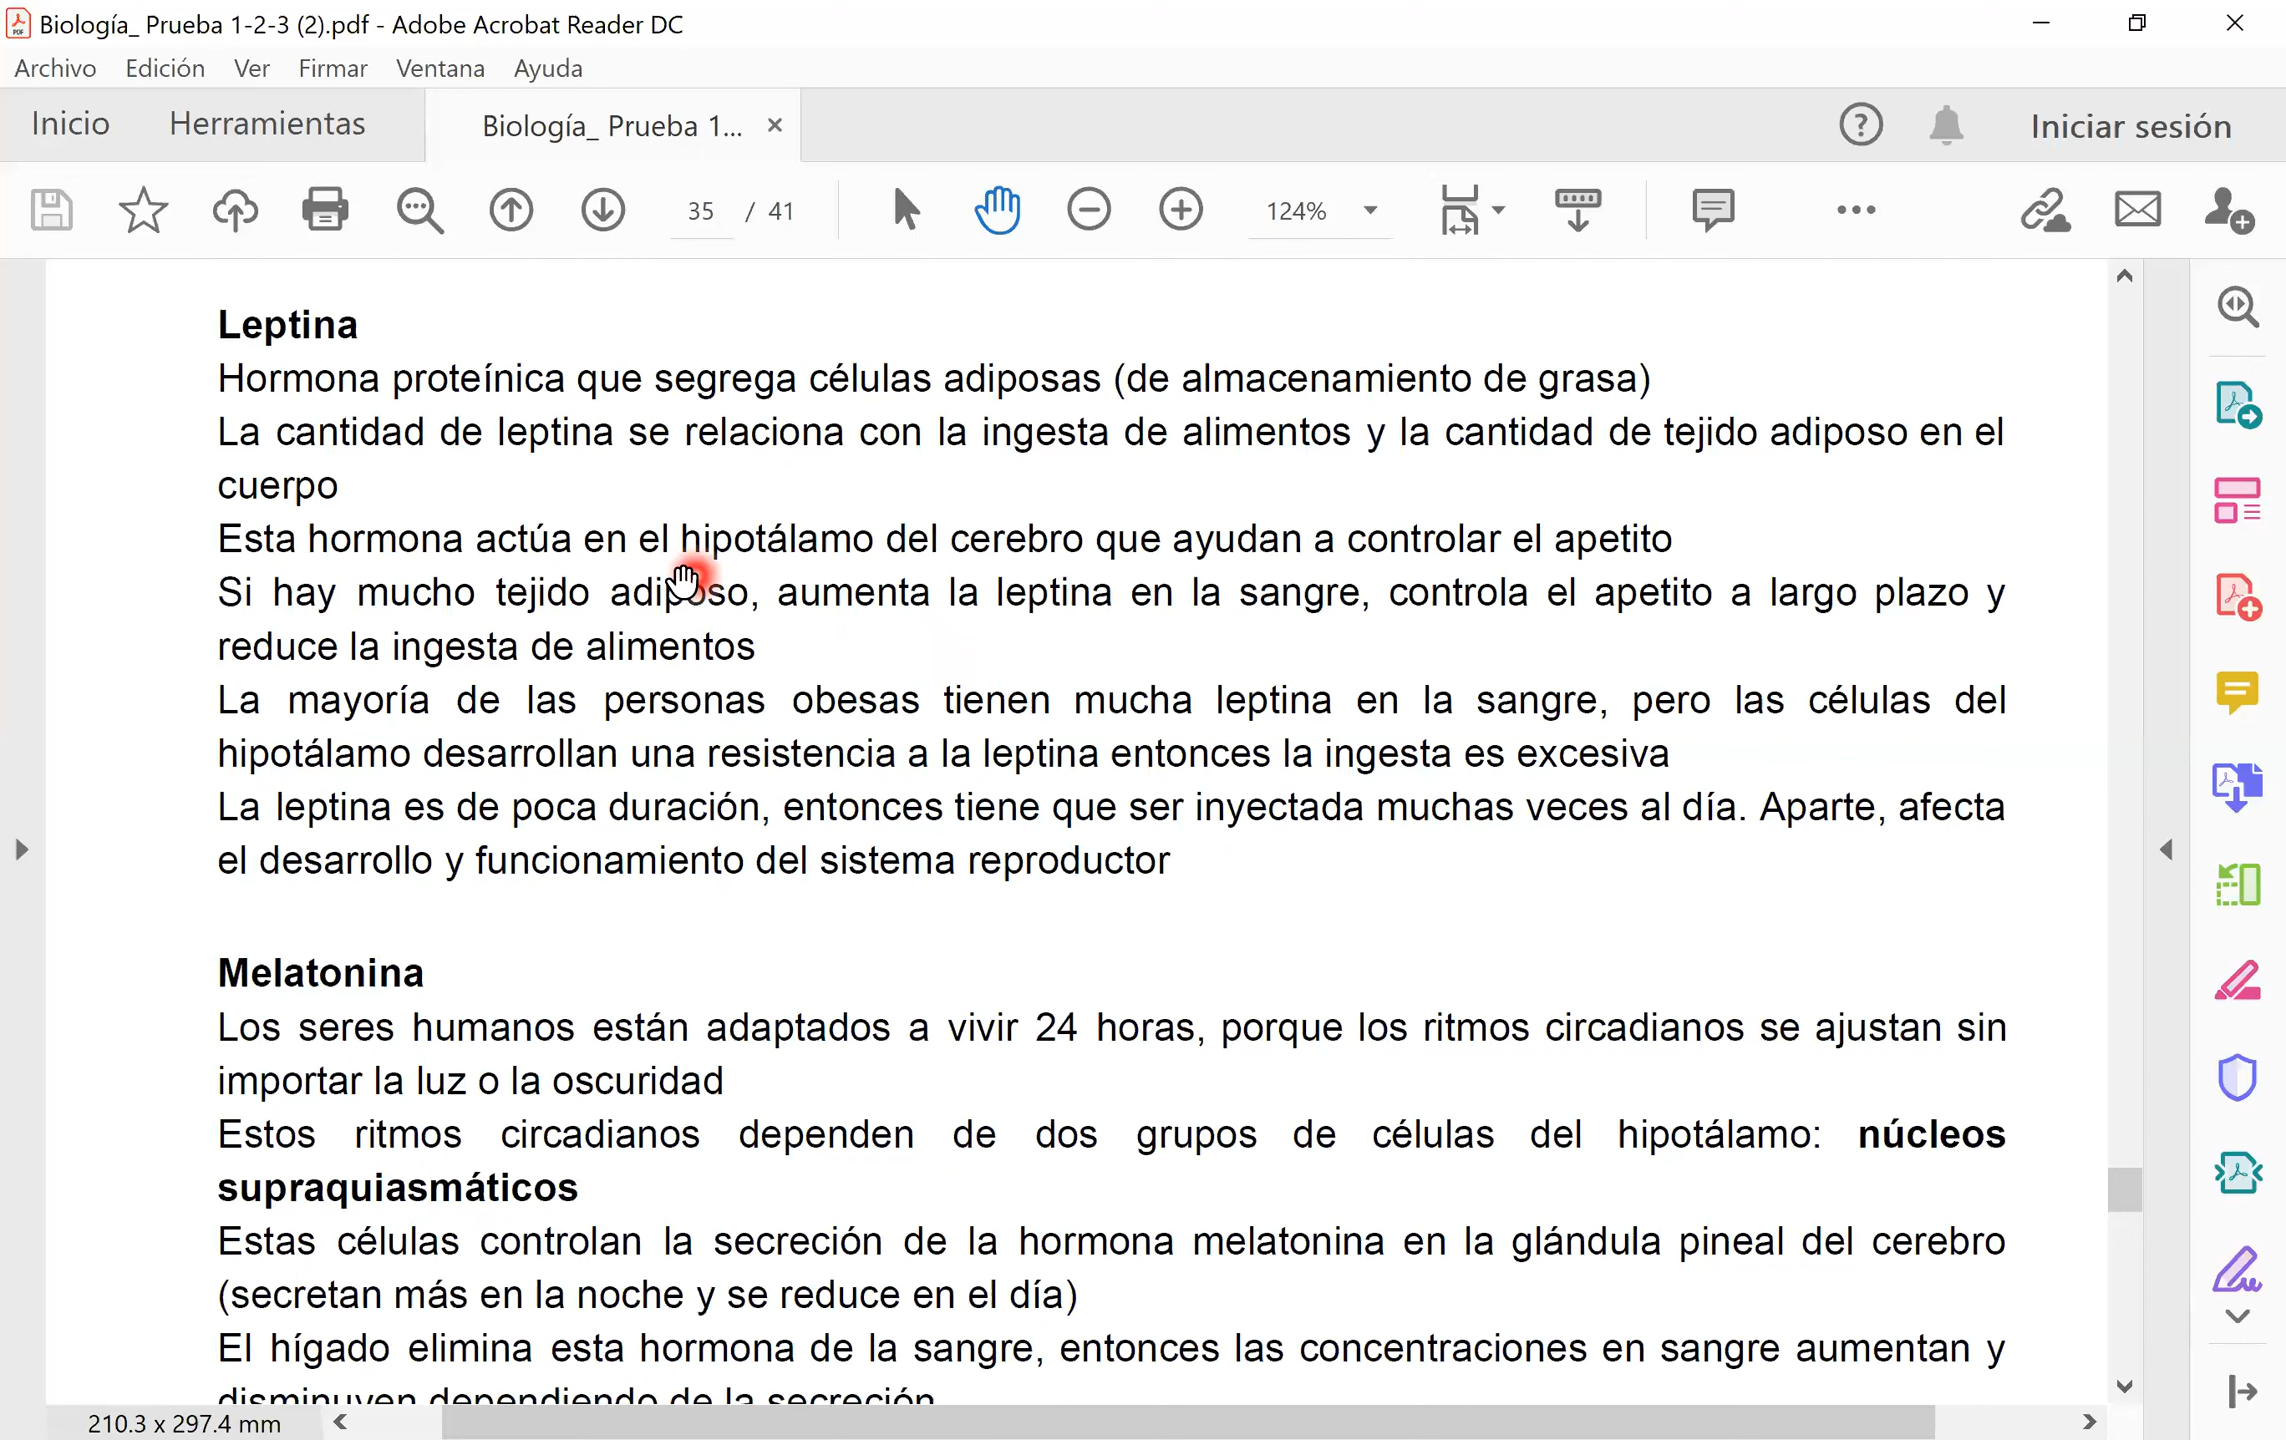 Biología_ Prueba 1-2-3 (2).pdf - Adobe Acrobat Reader DC
Archivo Edición Ver Firmar Ventana Ayuda
Inicio Herramientas Biología_ Prueba 1... Iniciar sesión
35 / 41 124%
Leptina
Hormona proteínica que segrega células adiposas (de almacenamiento de grasa)
La cantidad de leptina se relaciona con la ingesta de alimentos y la cantidad de tejido adiposo en el
cuerpo
Esta hormona actúa en el hipotálamo del cerebro que ayudan a controlar el apetito
Si hay mucho tejido adiposo, aumenta la leptina en la sangre, controla el apetito a largo plazo y
reduce la ingesta de alimentos
La mayoría de las personas obesas tienen mucha leptina en la sangre, pero las células del
hipotálamo desarrollan una resistencia a la leptina entonces la ingesta es excesiva
La leptina es de poca duración, entonces tiene que ser inyectada muchas veces al día. Aparte, afecta
el desarrollo y funcionamiento del sistema reproductor
Melatonina
Los seres humanos están adaptados a vivir 24 horas, porque los ritmos circadianos se ajustan sin
importar la luz o la oscuridad
Estos ritmos circadianos dependen de dos grupos de células del hipotálamo: núcleos
supraquiasmáticos
Estas células controlan la secreción de la hormona melatonina en la glándula pineal del cerebro
(secretan más en la noche y se reduce en el día)
El hígado elimina esta hormona de la sangre, entonces las concentraciones en sangre aumentan y
disminuyen dependiendo de la secreción
210.3 x 297.4 mm